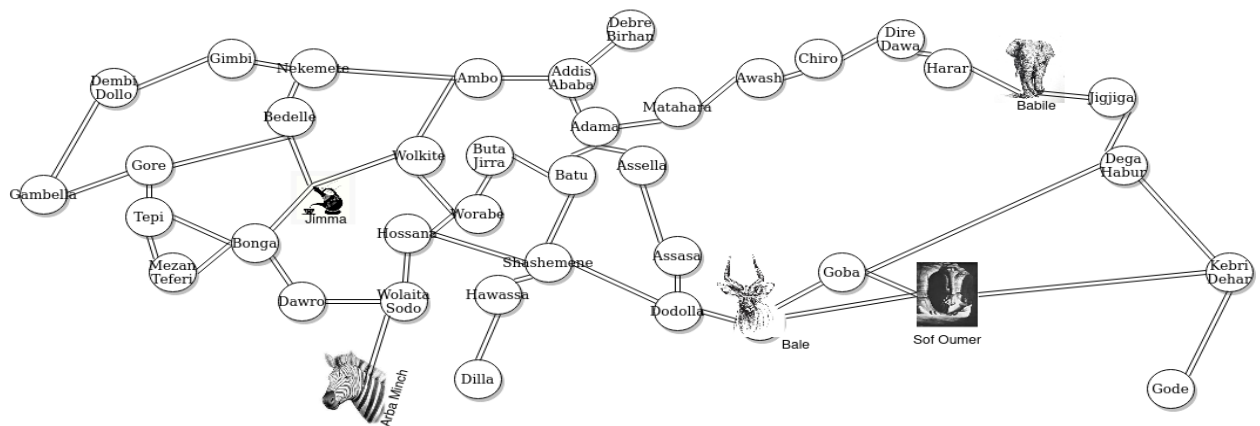 Debre
Birhan
Dire
Dawa
Gimbi
Nekemete
Ambo
Addis
Ababa
Awash
Chiro
Harar
Babile
Jigjiga
Dembi
Dollo
Bedelle
Matahara
Adama
Gore
Wolkite
Buta
Jirra
Batu
Assella
Dega
Habur
Gambella
Tepi
Jimma
Worabe
Hossana
Bonga
Mezan
Teferi
Shashemene
Assasa
Goba
Kebri
Dehar
Dawro
Wolaita
Sodo
Hawassa
Dodolla
Bale
Sof Oumer
Dilla
Arba Minch
Gode